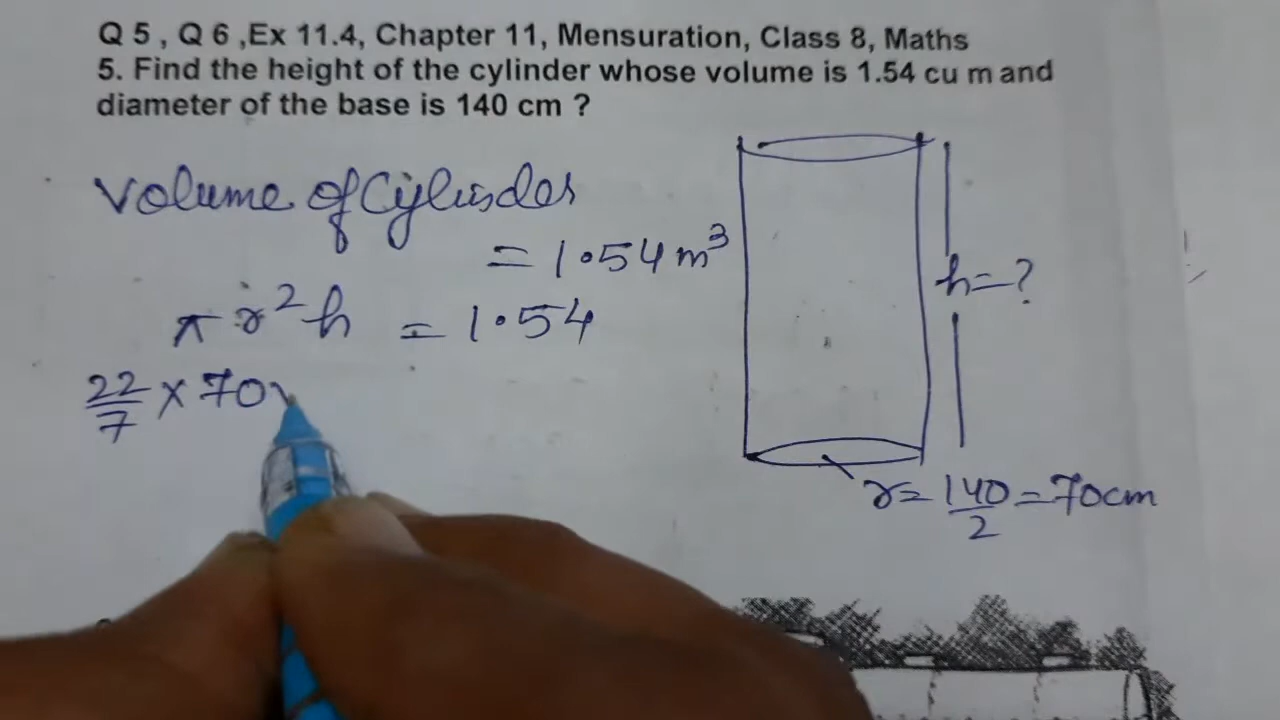 Q 5 , Q 6 ,Ex 11.4, Chapter 11, Mensuration, Class 8, Maths
5. Find the height of the cylinder whose volume is 1.54 cu m and
diameter of the base is 140 cm ?
Volume of Cylinder
= 1.54 m³
π r² h = 1.54
22/7 × 70×
h = ?
r = 140/2 = 70cm